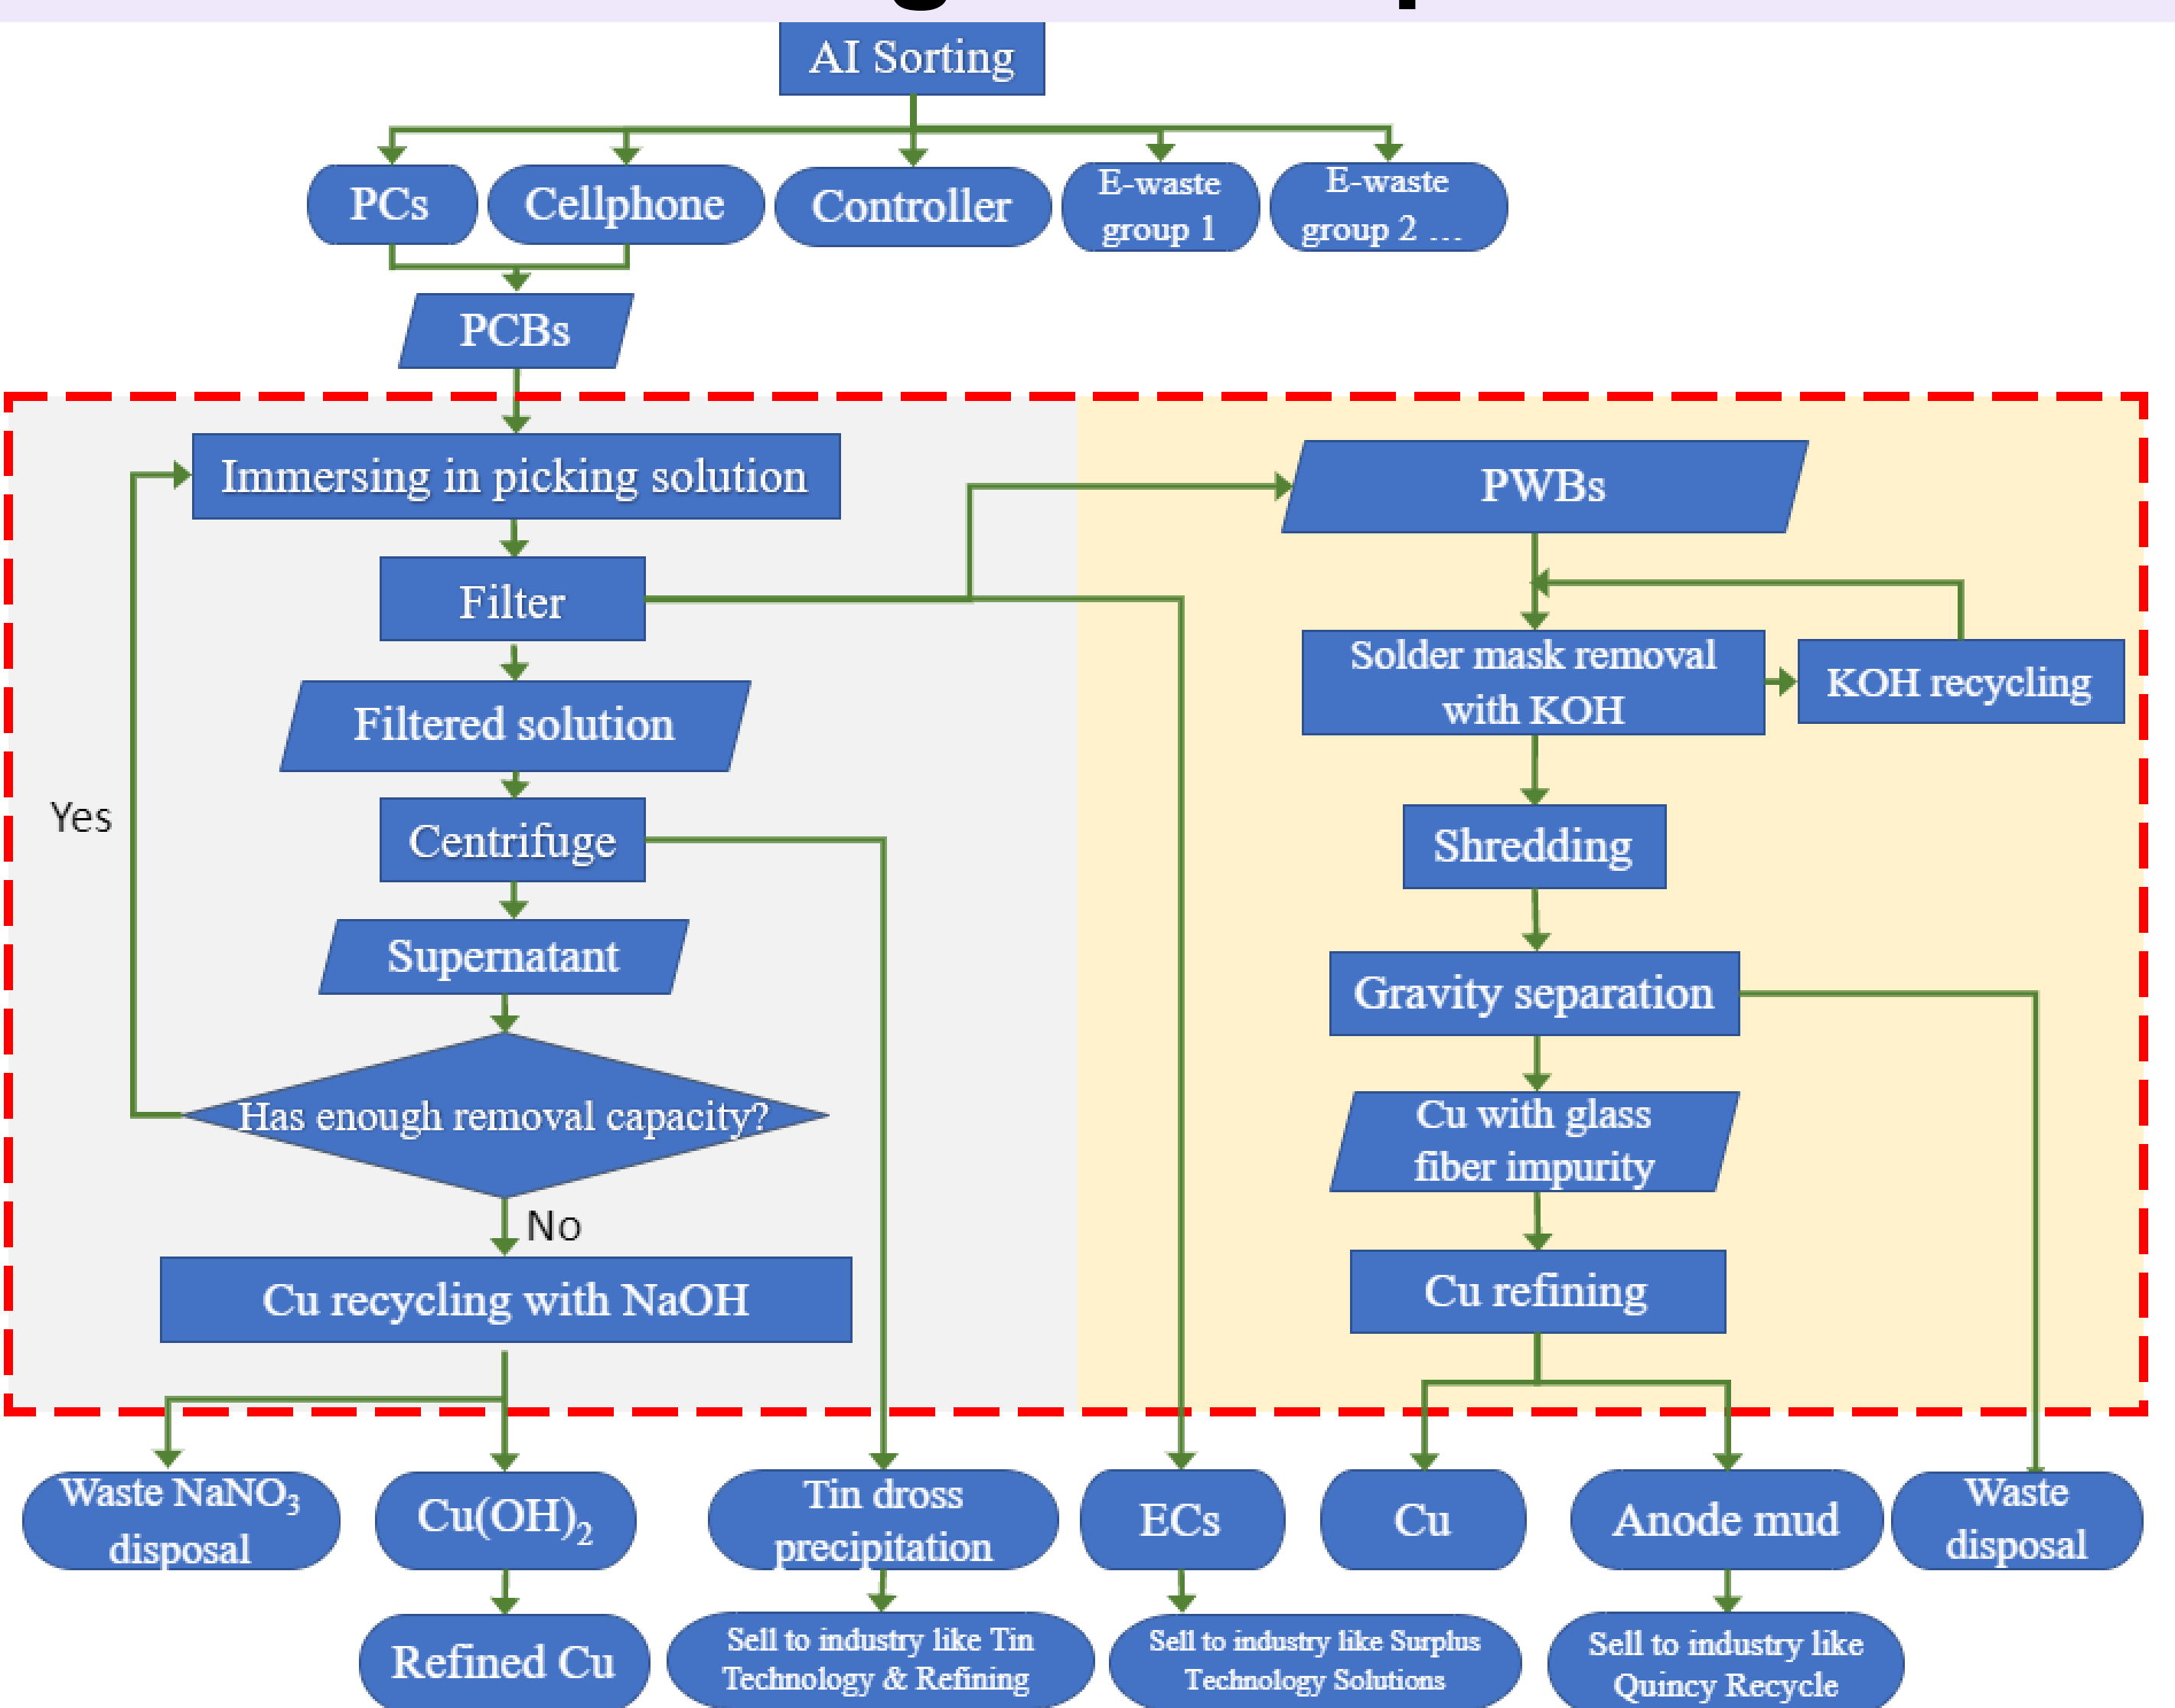 AI Sorting
PCs
Cellphone
Controller
E-waste
group 1
E-waste
group 2 ...
PCBs
Immersing in picking solution
Filter
Filtered solution
Centrifuge
Supernatant
Has enough removal capacity?
Yes
No
Cu recycling with NaOH
PWBs
Solder mask removal
with KOH
KOH recycling
Shredding
Gravity separation
Cu with glass
fiber impurity
Cu refining
Waste NaNO3
disposal
Cu(OH)2
Tin dross
precipitation
ECs
Cu
Anode mud
Waste
disposal
Refined Cu
Sell to industry like Tin
Technology & Refining
Sell to industry like Surplus
Technology Solutions
Sell to industry like
Quincy Recycle